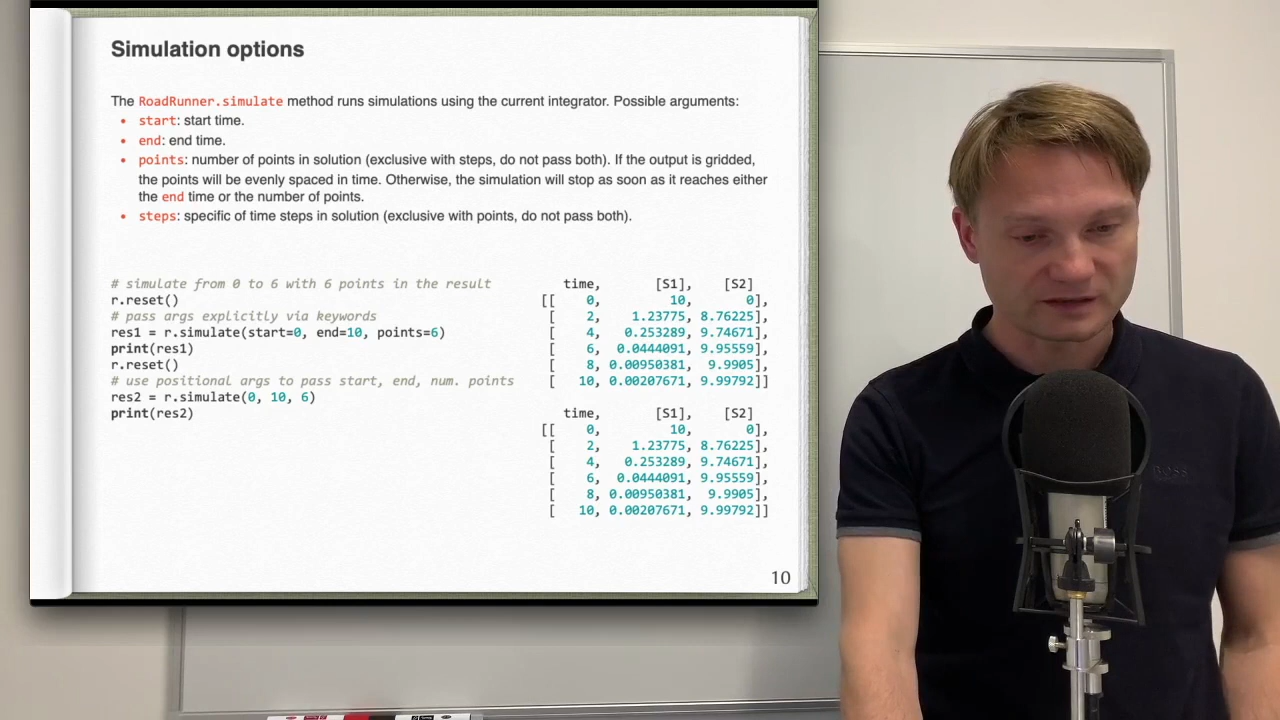 Simulation options
The RoadRunner.simulate method runs simulations using the current integrator. Possible arguments:
• start: start time.
• end: end time.
• points: number of points in solution (exclusive with steps, do not pass both). If the output is gridded,
the points will be evenly spaced in time. Otherwise, the simulation will stop as soon as it reaches either
the end time or the number of points.
• steps: specific of time steps in solution (exclusive with points, do not pass both).
# simulate from 0 to 6 with 6 points in the result
r.reset()
# pass args explicitly via keywords
res1 = r.simulate(start=0, end=10, points=6)
print(res1)
r.reset()
# use positional args to pass start, end, num. points
res2 = r.simulate(0, 10, 6)
print(res2)
time, [S1], [S2]
[[ 0, 10, 0],
[ 2, 1.23775, 8.76225],
[ 4, 0.253289, 9.74671],
[ 6, 0.0444091, 9.95559],
[ 8, 0.00950381, 9.9905],
[ 10, 0.00207671, 9.99792]]
time, [S1], [S2]
[[ 0, 10, 0],
[ 2, 1.23775, 8.76225],
[ 4, 0.253289, 9.74671],
[ 6, 0.0444091, 9.95559],
[ 8, 0.00950381, 9.9905],
[ 10, 0.00207671, 9.99792]]
10
BOSS